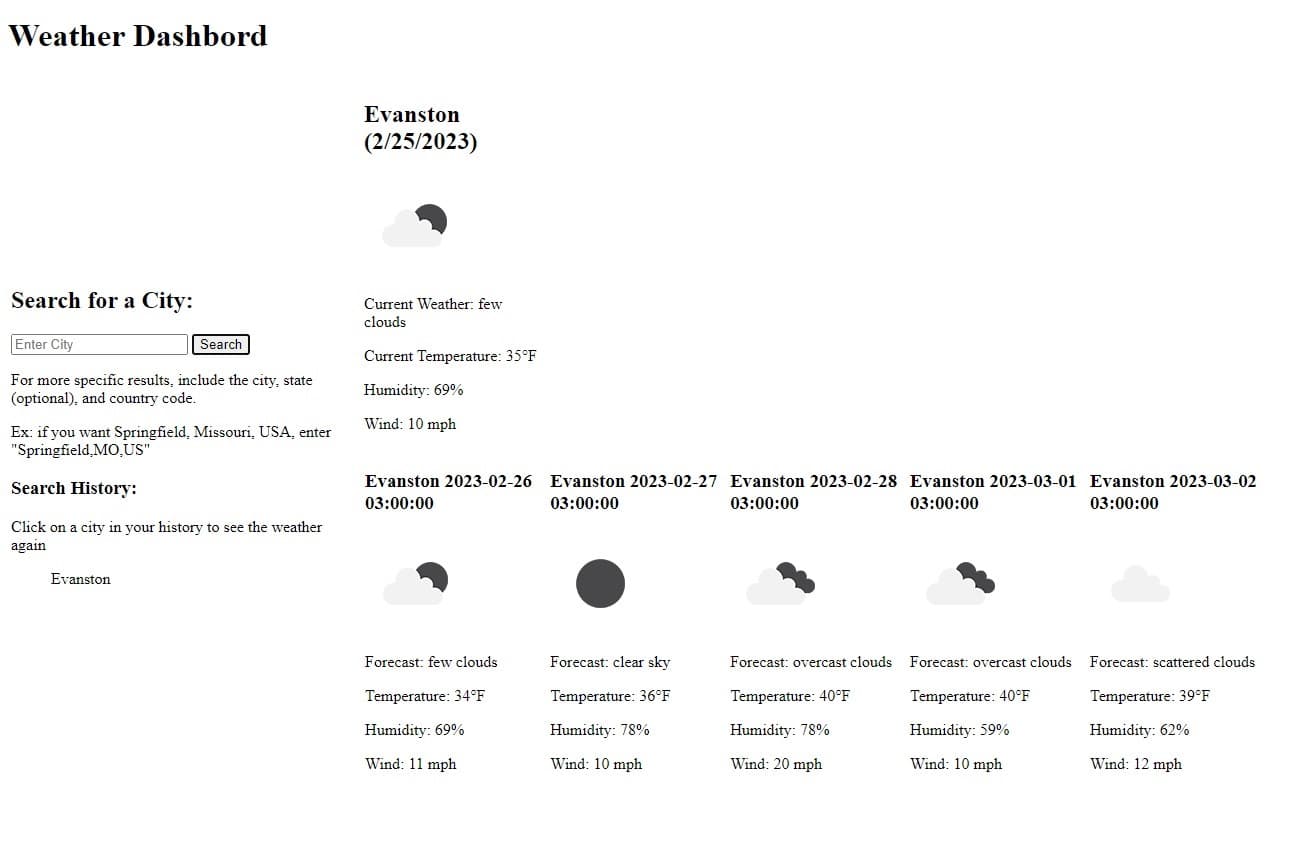 Weather Dashbord
Search for a City:
Enter City
Search
For more specific results, include the city, state
(optional), and country code.
Ex: if you want Springfield, Missouri, USA, enter
"Springfield,MO,US"
Search History:
Click on a city in your history to see the weather
again
Evanston
Evanston
(2/25/2023)
Current Weather: few
clouds
Current Temperature: 35°F
Humidity: 69%
Wind: 10 mph
Evanston 2023-02-26
03:00:00
Forecast: few clouds
Temperature: 34°F
Humidity: 69%
Wind: 11 mph
Evanston 2023-02-27
03:00:00
Forecast: clear sky
Temperature: 36°F
Humidity: 78%
Wind: 10 mph
Evanston 2023-02-28
03:00:00
Forecast: overcast clouds
Temperature: 40°F
Humidity: 78%
Wind: 20 mph
Evanston 2023-03-01
03:00:00
Forecast: overcast clouds
Temperature: 40°F
Humidity: 59%
Wind: 10 mph
Evanston 2023-03-02
03:00:00
Forecast: scattered clouds
Temperature: 39°F
Humidity: 62%
Wind: 12 mph